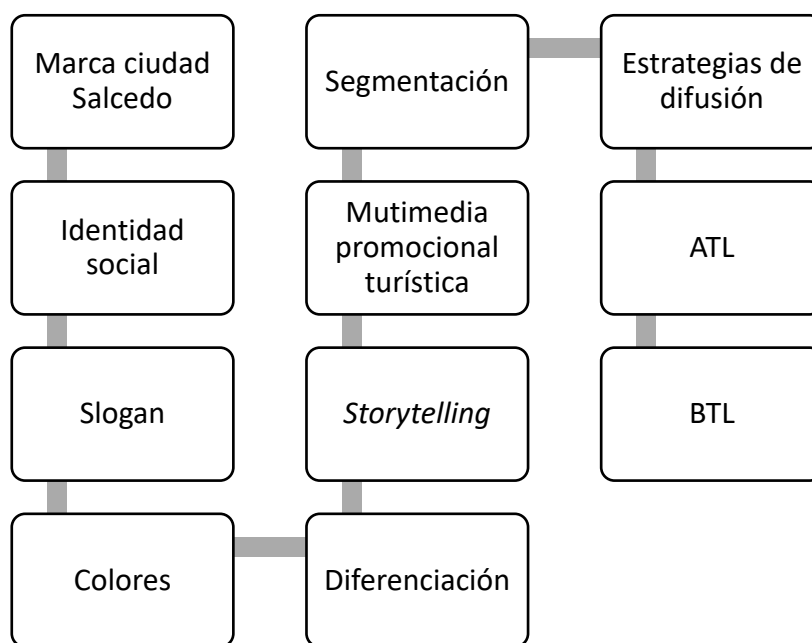 Marca ciudad
Salcedo
Identidad
social
Slogan
Colores
Diferenciación
Storytelling
Mutimedia
promocional
turística
Segmentación
Estrategias de
difusión
ATL
BTL